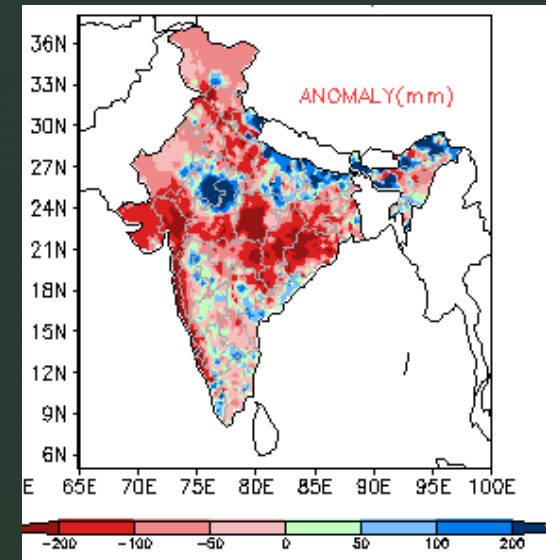 36N
33N
ANOMALY(mm)
30N
27N
24N
21N
18N
15N
12N
9N
6N
E 65E 70E 75E 80E 85E 90E 95E 100E
-200 -100 -50 0 50 100 200